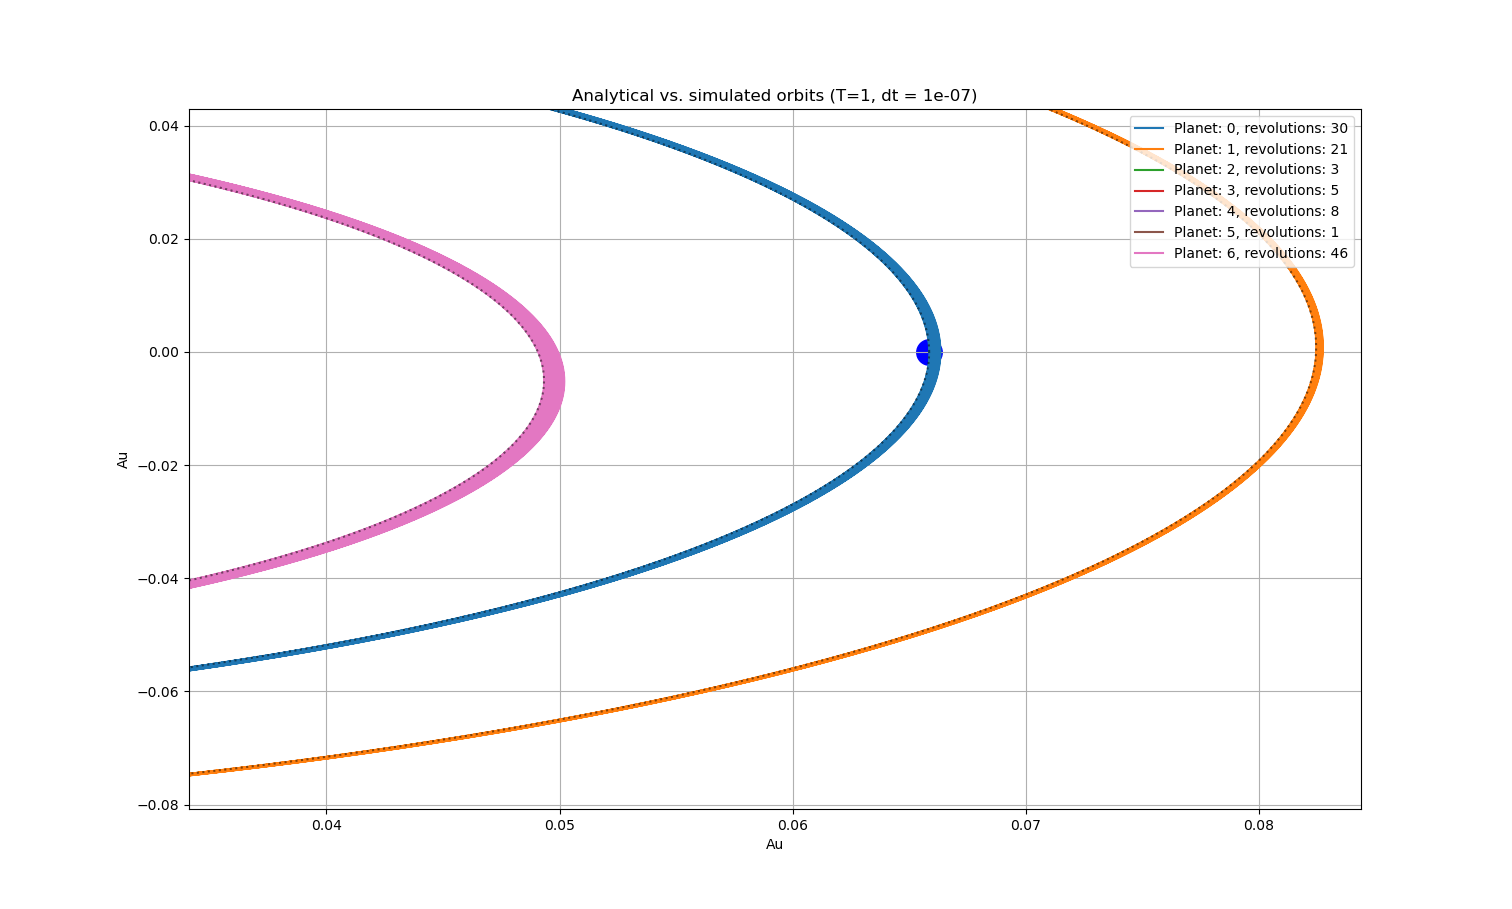 Analytical vs. simulated orbits (T=1, dt = 1e-07)
Planet: 0, revolutions: 30
Planet: 1, revolutions: 21
Planet: 2, revolutions: 3
Planet: 3, revolutions: 5
Planet: 4, revolutions: 8
Planet: 5, revolutions: 1
Planet: 6, revolutions: 46
0.04
0.02
0.00
−0.02
−0.04
−0.06
−0.08
Au
0.04
0.05
0.06
0.07
0.08
Au